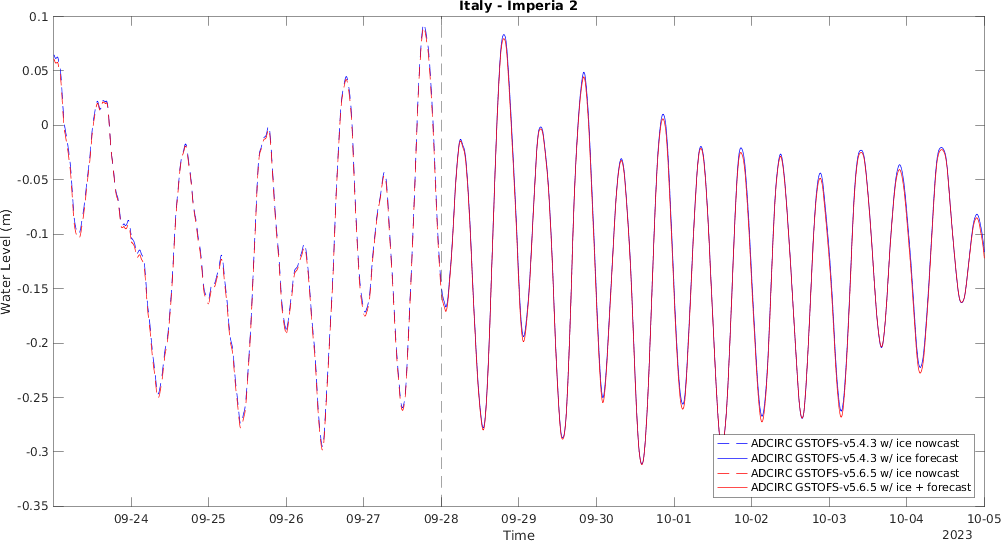 Italy - Imperia 2
0.1
0.05
0
-0.05
-0.1
-0.15
-0.2
-0.25
-0.3
-0.35
Water Level (m)
09-24 09-25 09-26 09-27 09-28 09-29 09-30 10-01 10-02 10-03 10-04 10-05
Time
2023
ADCIRC GSTOFS-v5.4.3 w/ ice nowcast
ADCIRC GSTOFS-v5.4.3 w/ ice forecast
ADCIRC GSTOFS-v5.6.5 w/ ice nowcast
ADCIRC GSTOFS-v5.6.5 w/ ice + forecast